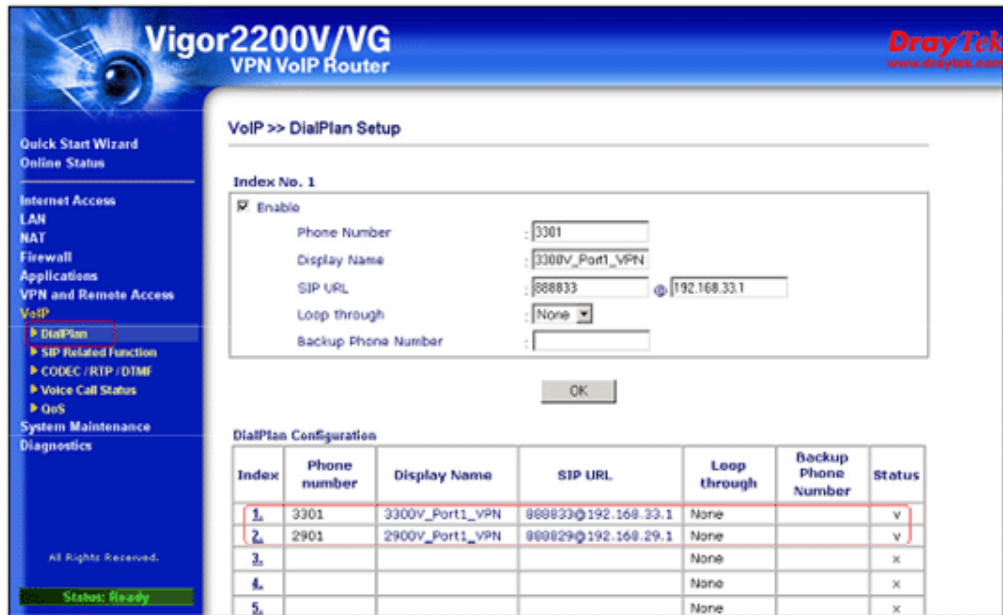 Vigor2200V/VG
VPN VoIP Router
DrayTek
www.draytek.com
Quick Start Wizard
Online Status
Internet Access
LAN
NAT
Firewall
Applications
VPN and Remote Access
VoIP
DialPlan
SIP Related Function
CODEC / RTP / DTMF
Voice Call Status
QoS
System Maintenance
Diagnostics
All Rights Reserved.
Status: Ready
VoIP >> DialPlan Setup
Index No. 1
Enable
Phone Number : 3301
Display Name : 3300V_Port1_VPN
SIP URL : 888833 @ 192.168.33.1
Loop through : None
Backup Phone Number :
OK
DialPlan Configuration
Index Phone number Display Name SIP URL Loop through Backup Phone Number Status
1. 3301 3300V_Port1_VPN 888833@192.168.33.1 None v
2. 2901 2900V_Port1_VPN 888829@192.168.29.1 None v
3. None x
4. None x
5. None x